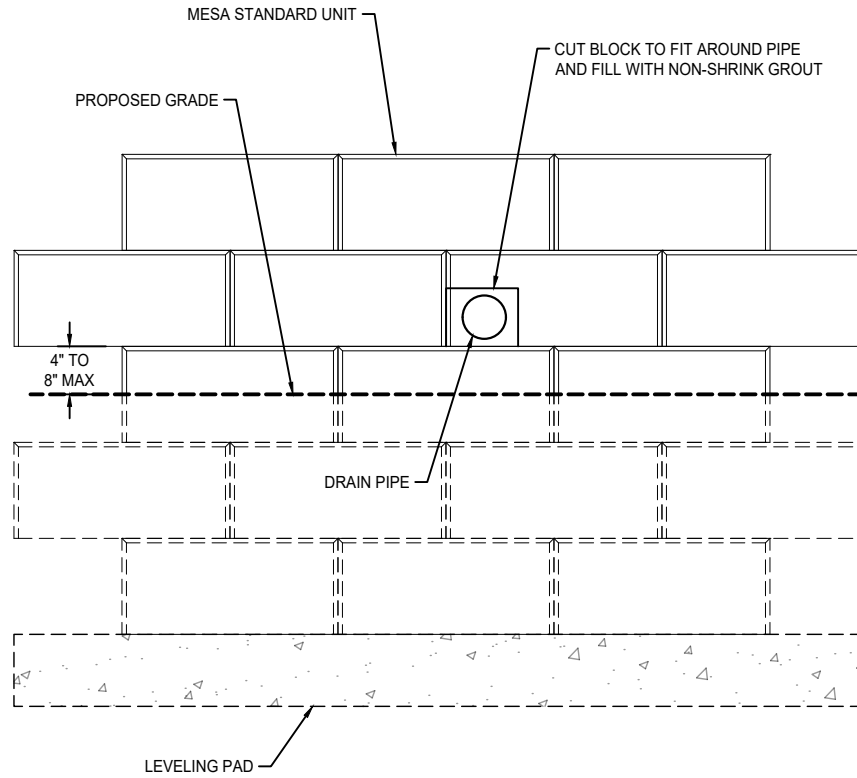 MESA STANDARD UNIT
CUT BLOCK TO FIT AROUND PIPE
AND FILL WITH NON-SHRINK GROUT
PROPOSED GRADE
4" TO
8" MAX
DRAIN PIPE
LEVELING PAD